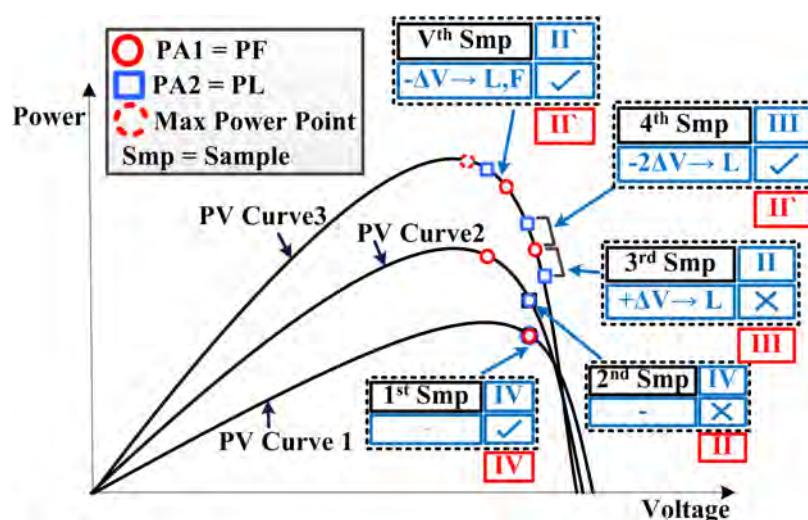 PA1 = PF
PA2 = PL
Max Power Point
Smp = Sample
Power
Vth Smp II`
-ΔV→ L,F ✓
II`
4th Smp III
-2ΔV→ L ✓
II`
PV Curve3
PV Curve2
3rd Smp II
+ΔV→ L ✕
III
1st Smp IV
✓
IV
2nd Smp IV
- ✕
II
PV Curve 1
Voltage